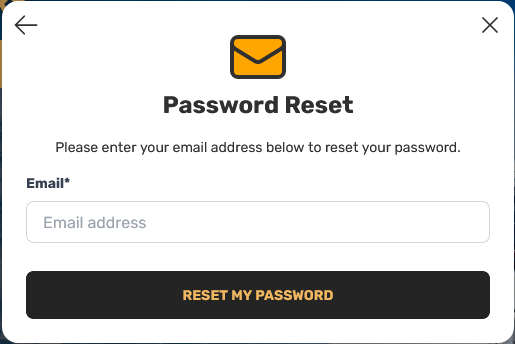 Password Reset
Please enter your email address below to reset your password.
Email*
Email address
RESET MY PASSWORD